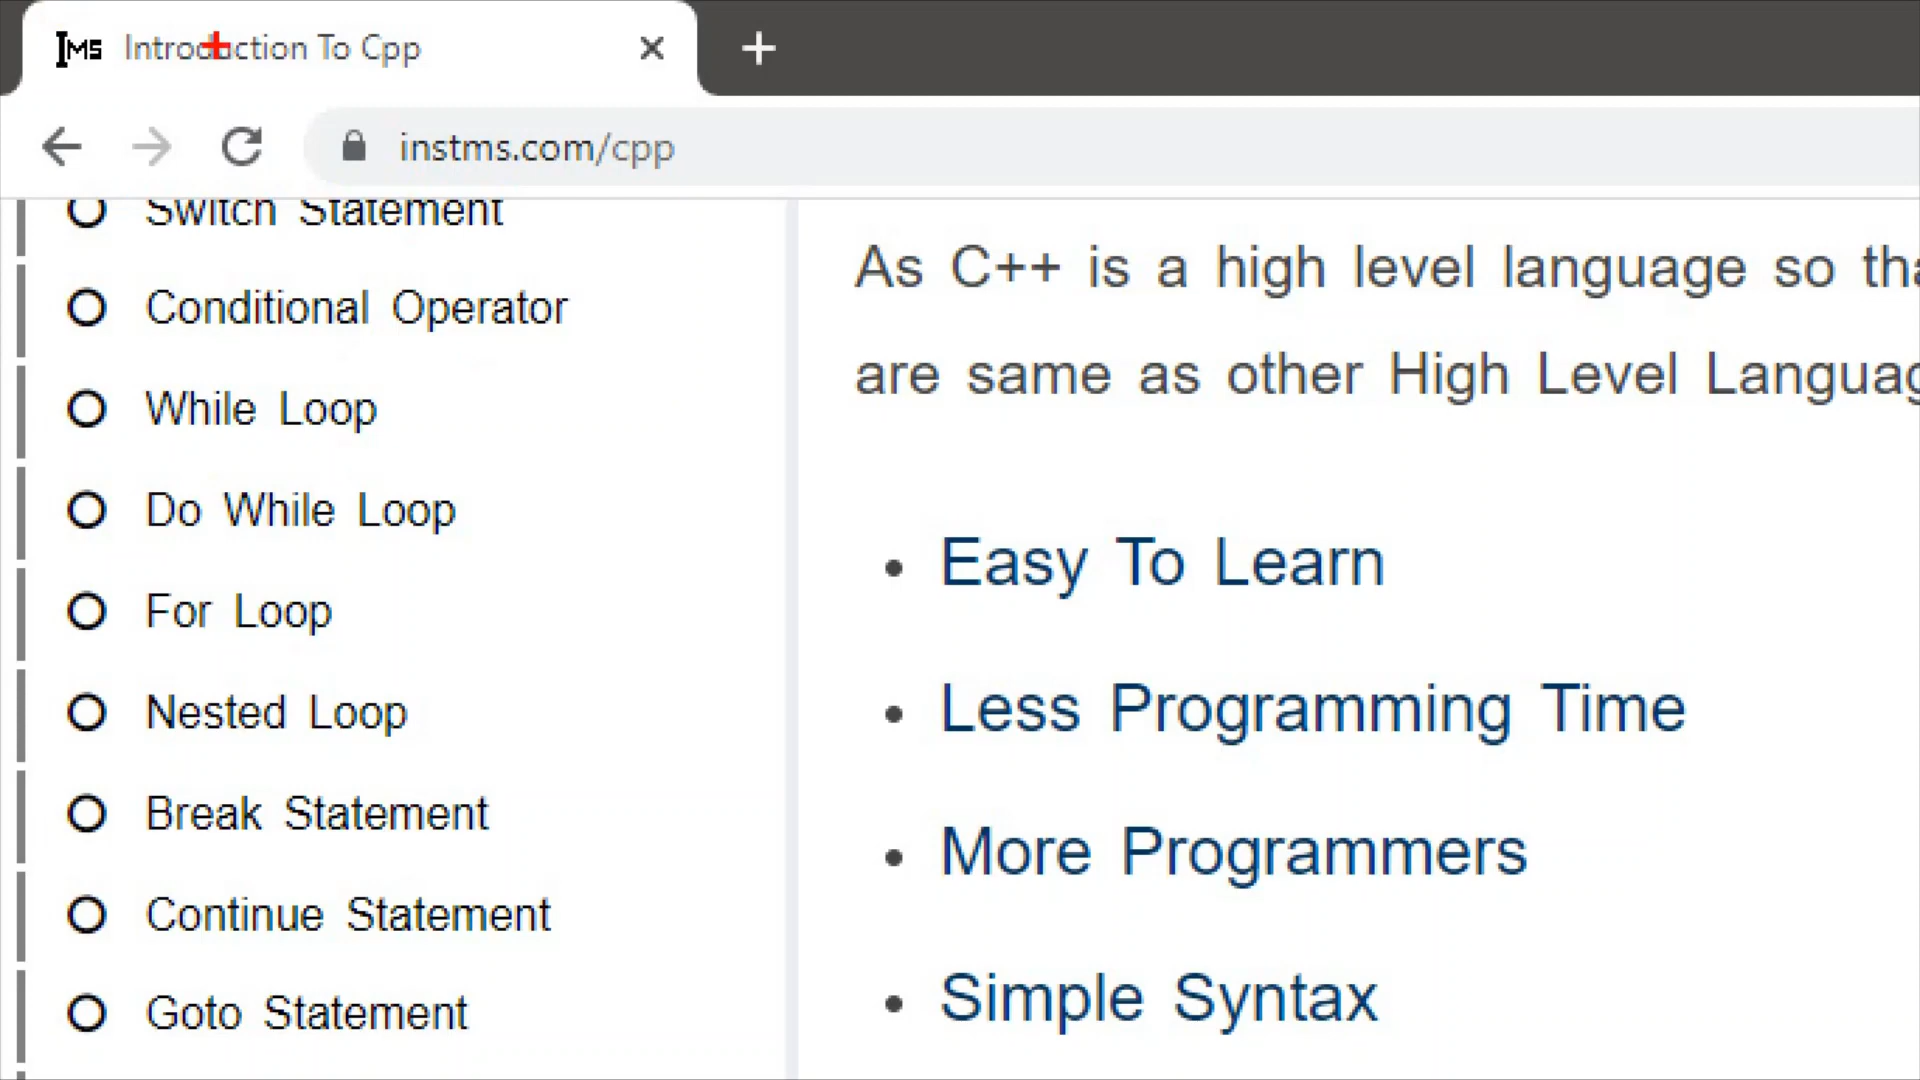 IMS Introduction To Cpp
instms.com/cpp
Switch Statement
Conditional Operator
While Loop
Do While Loop
For Loop
Nested Loop
Break Statement
Continue Statement
Goto Statement
As C++ is a high level language so
are same as other High Level
• Easy To Learn
• Less Programming Time
• More Programmers
• Simple Syntax